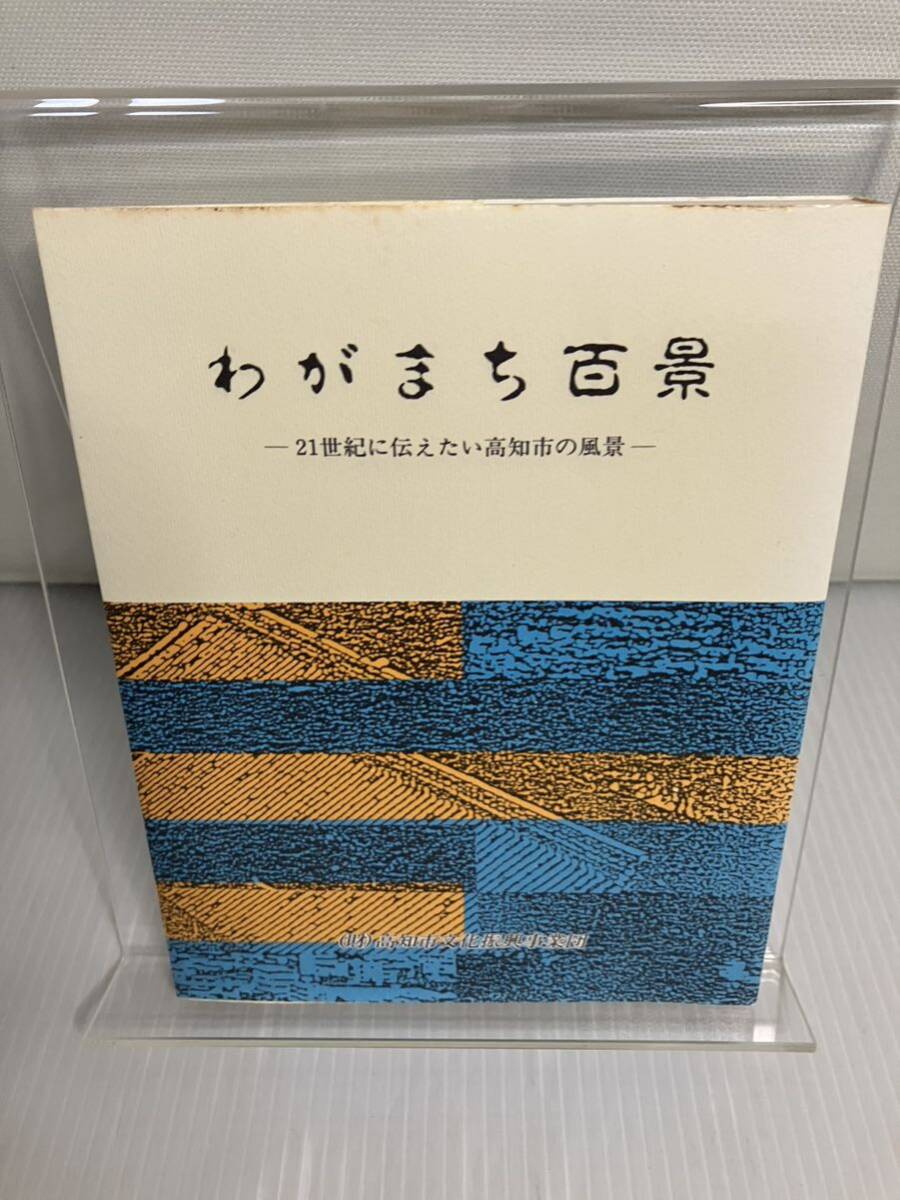 わがまち百景
― 21世紀に伝えたい高知市の風景 ―
(財)高知市文化振興事業団